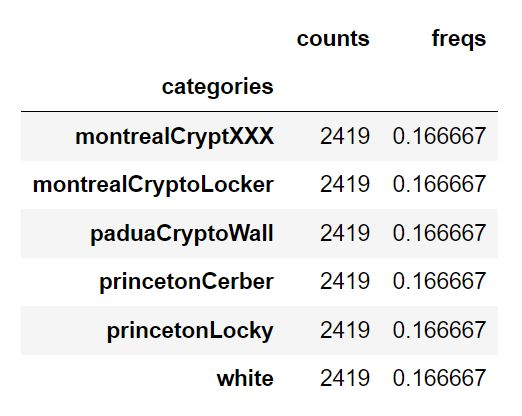 counts freqs
categories
montrealCryptXXX 2419 0.166667
montrealCryptoLocker 2419 0.166667
paduaCryptoWall 2419 0.166667
princetonCerber 2419 0.166667
princetonLocky 2419 0.166667
white 2419 0.166667